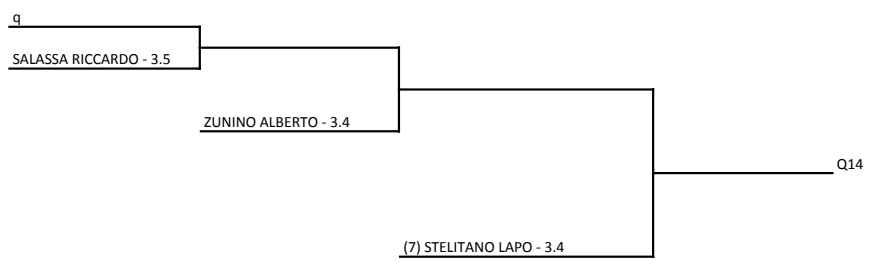 q
SALASSA RICCARDO - 3.5
ZUNINO ALBERTO - 3.4
Q14
(7) STELITANO LAPO - 3.4